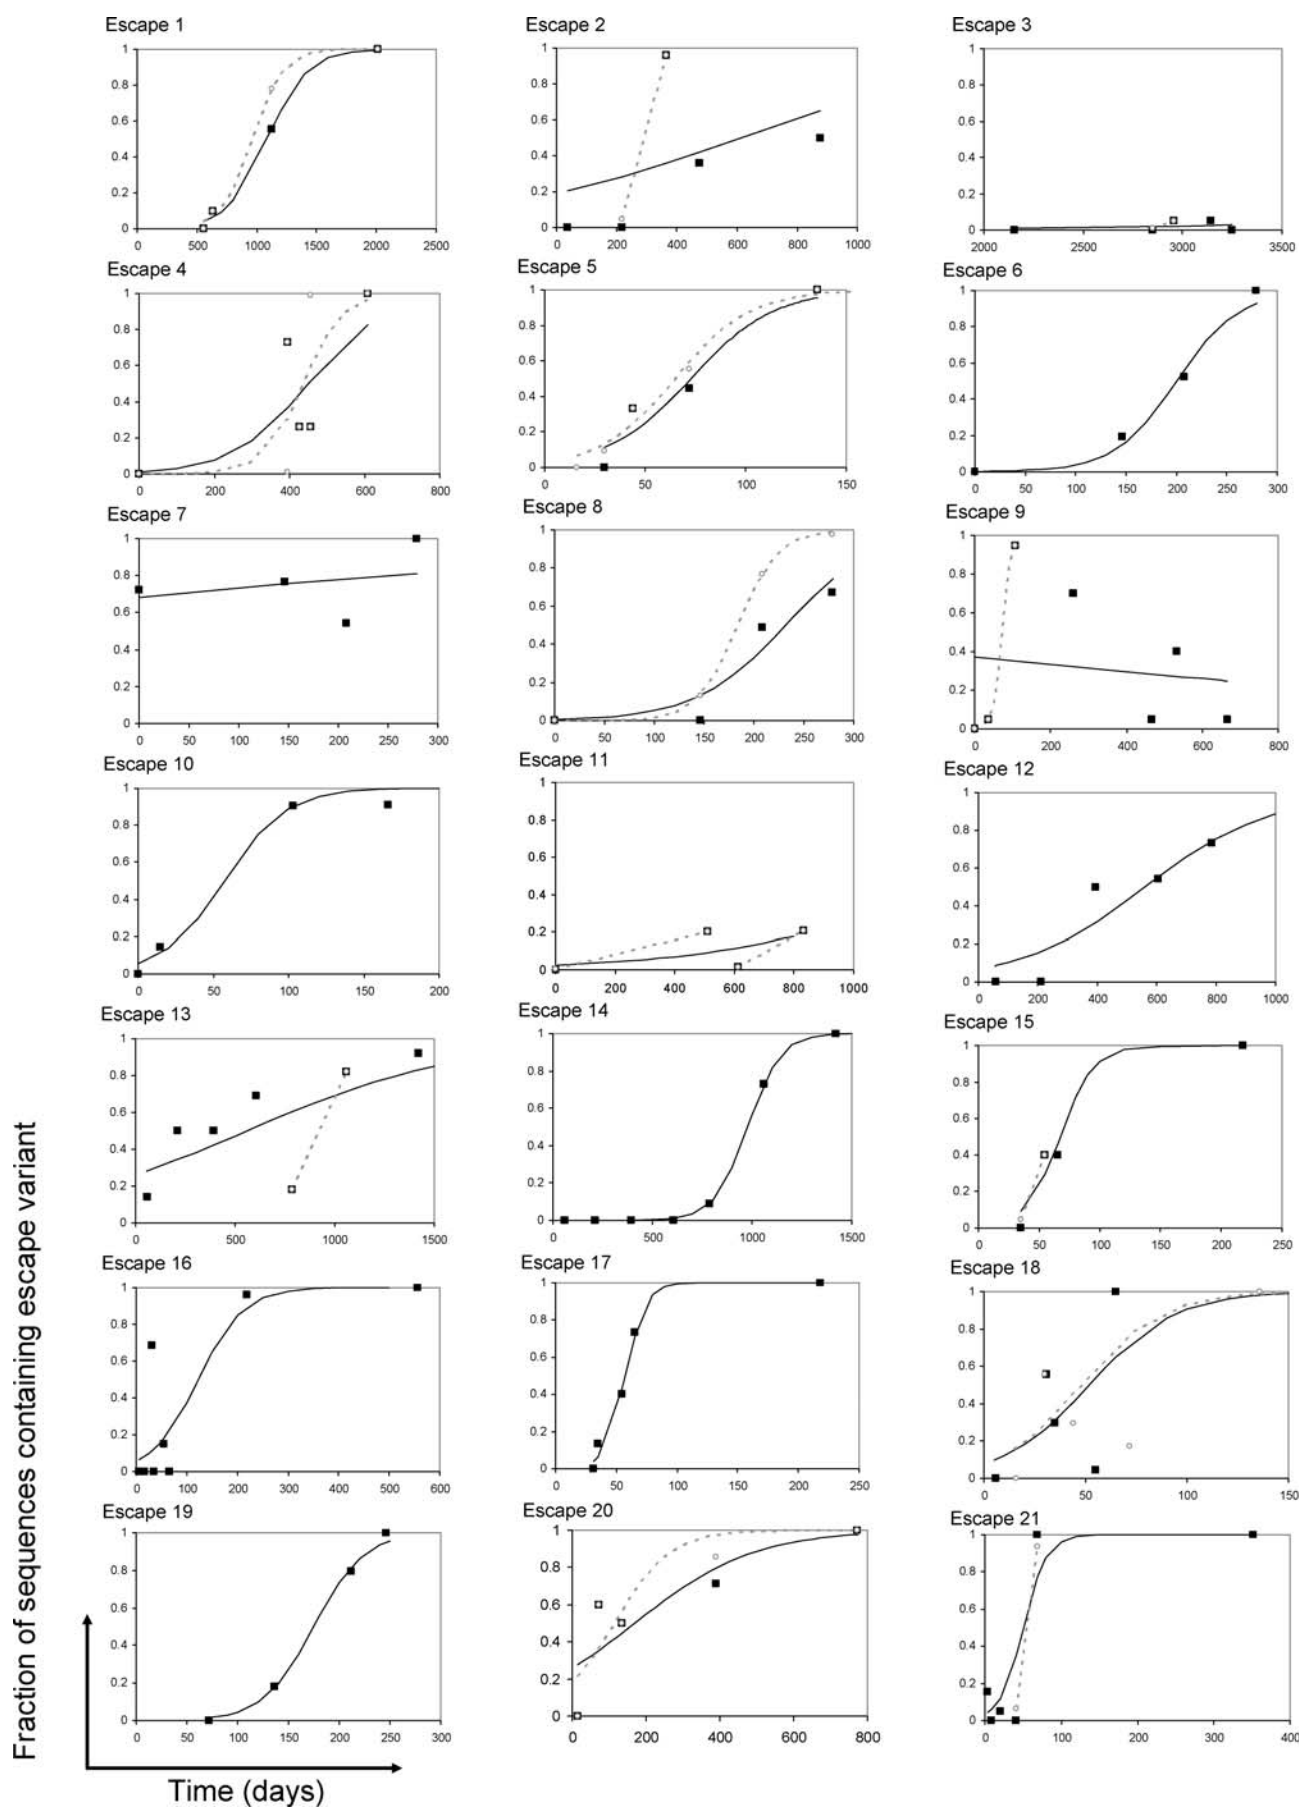 Escape 1
Escape 2
Escape 3
1
0.8
0.6
0.4
0.2
0
0 500 1000 1500 2000 2500
1
0.8
0.6
0.4
0.2
0
0 200 400 600 800 1000
1
0.8
0.6
0.4
0.2
0
2000 2500 3000 3500
Escape 4
Escape 5
Escape 6
1
0.8
0.6
0.4
0.2
0
0 200 400 600 800
1
0.8
0.6
0.4
0.2
0
0 50 100 150
1
0.8
0.6
0.4
0.2
0
0 50 100 150 200 250 300
Escape 7
Escape 8
Escape 9
1
0.8
0.6
0.4
0.2
0
0 50 100 150 200 250 300
1
0.8
0.6
0.4
0.2
0
0 50 100 150 200 250 300
1
0.8
0.6
0.4
0.2
0
0 200 400 600 800
Escape 10
Escape 11
Escape 12
1
0.8
0.6
0.4
0.2
0
0 50 100 150 200
1
0.8
0.6
0.4
0.2
0
0 200 400 600 800 1000
1
0.8
0.6
0.4
0.2
0
0 200 400 600 800 1000
Escape 13
Escape 14
Escape 15
1
0.8
0.6
0.4
0.2
0
0 500 1000 1500
1
0.8
0.6
0.4
0.2
0
0 500 1000 1500
1
0.8
0.6
0.4
0.2
0
0 50 100 150 200 250
Escape 16
Escape 17
Escape 18
1
0.8
0.6
0.4
0.2
0
0 100 200 300 400 500 600
1
0.8
0.6
0.4
0.2
0
0 50 100 150 200 250
1
0.8
0.6
0.4
0.2
0
0 50 100 150
Escape 19
Escape 20
Escape 21
1
0.8
0.6
0.4
0.2
0
0 50 100 150 200 250 300
1
0.8
0.6
0.4
0.2
0
0 200 400 600 800
1
0.8
0.6
0.4
0.2
0
0 100 200 300 400
Fraction of sequences containing escape variant
Time (days)